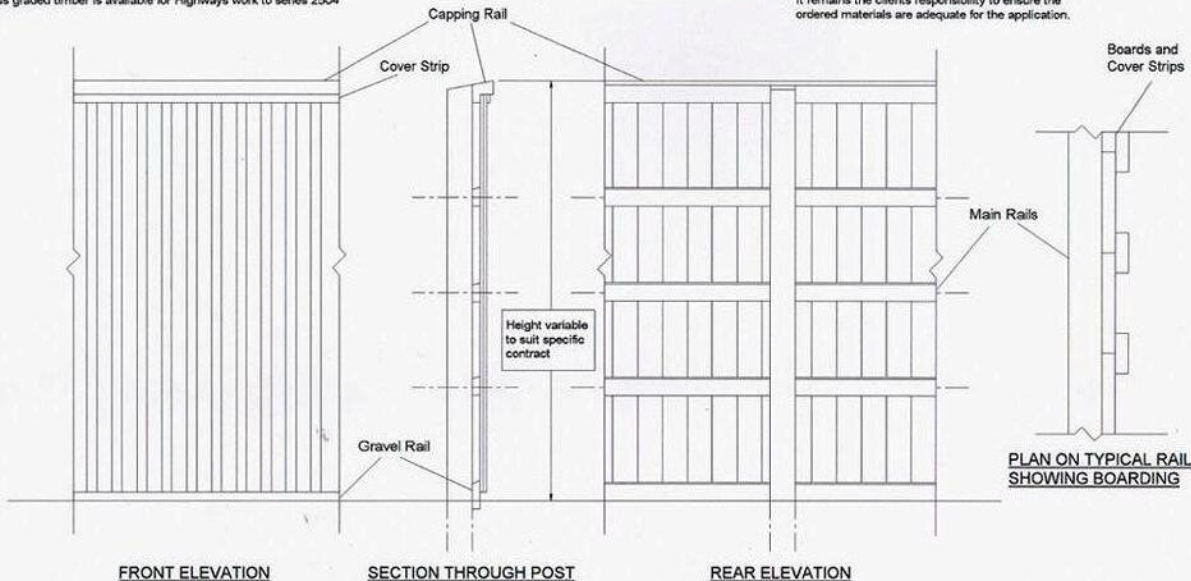 graded timber is available for Highways work to series 2504
It remains the clients responsibility to ensure the
ordered materials are adequate for the application.
Capping Rail
Cover Strip
Boards and
Cover Strips
Main Rails
Height variable
to suit specific
contract
Gravel Rail
PLAN ON TYPICAL RAIL
SHOWING BOARDING
FRONT ELEVATION
SECTION THROUGH POST
REAR ELEVATION